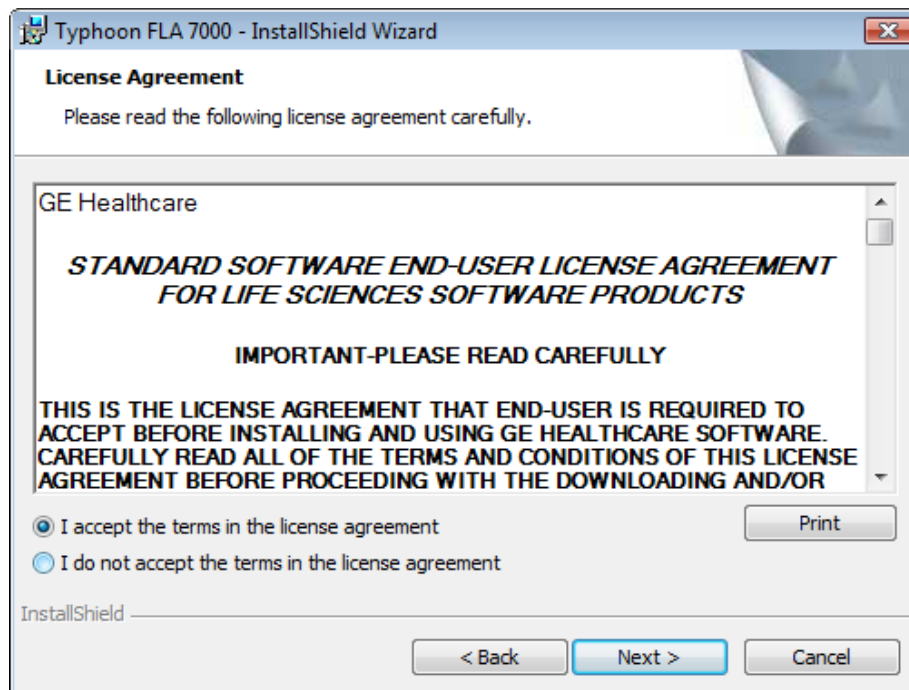 Typhoon FLA 7000 - InstallShield Wizard
License Agreement
Please read the following license agreement carefully.
GE Healthcare
STANDARD SOFTWARE END-USER LICENSE AGREEMENT
FOR LIFE SCIENCES SOFTWARE PRODUCTS
IMPORTANT-PLEASE READ CAREFULLY
THIS IS THE LICENSE AGREEMENT THAT END-USER IS REQUIRED TO
ACCEPT BEFORE INSTALLING AND USING GE HEALTHCARE SOFTWARE.
CAREFULLY READ ALL OF THE TERMS AND CONDITIONS OF THIS LICENSE
AGREEMENT BEFORE PROCEEDING WITH THE DOWNLOADING AND/OR
I accept the terms in the license agreement
Print
I do not accept the terms in the license agreement
InstallShield
< Back
Next >
Cancel